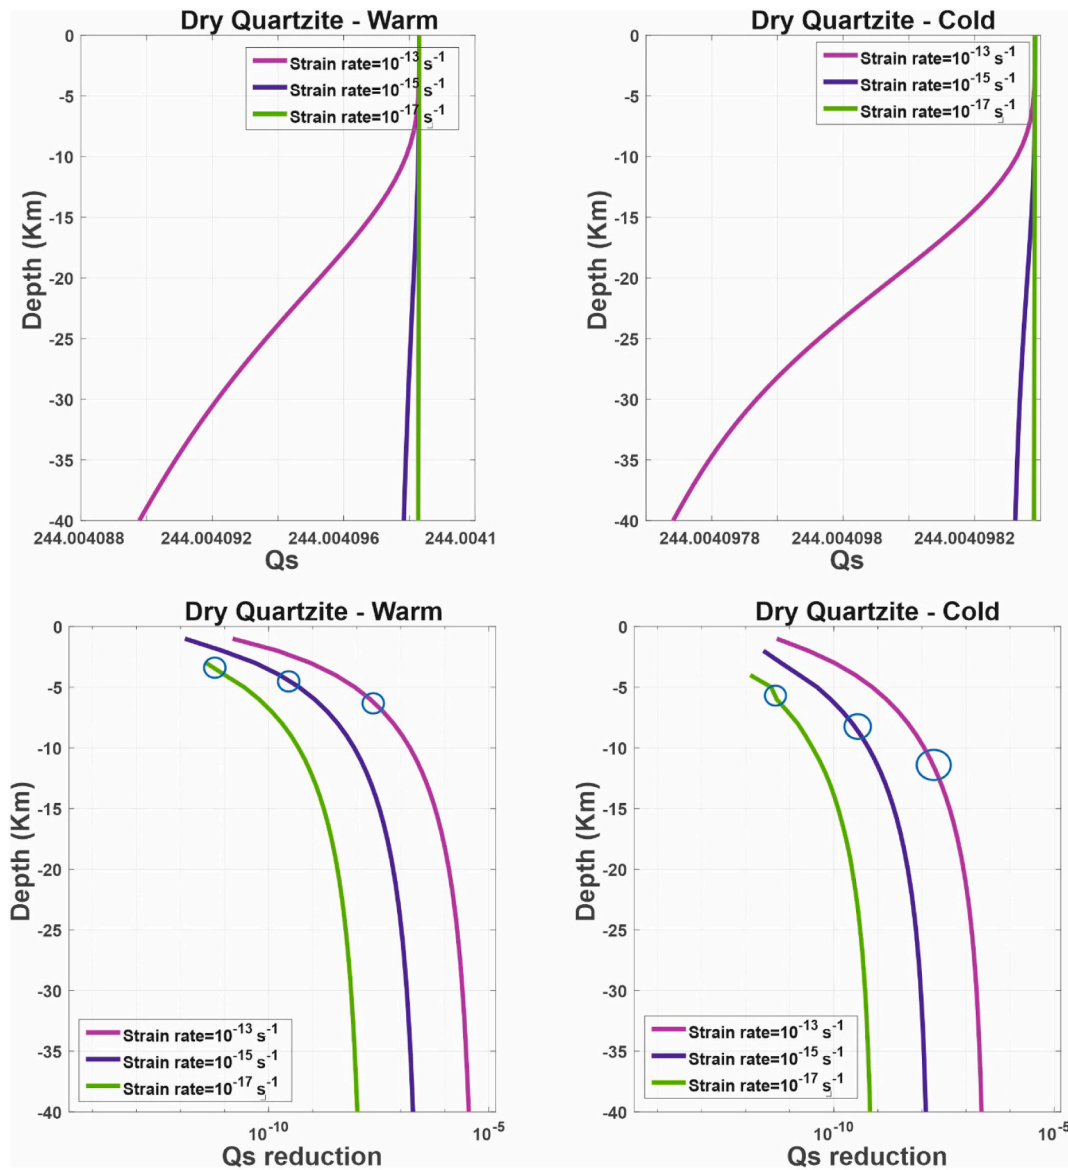 Dry Quartzite - Warm
0
-5
-10
-15
-20
-25
-30
-35
-40
Depth (Km)
Strain rate=10⁻¹³ s⁻¹
Strain rate=10⁻¹⁵ s⁻¹
Strain rate=10⁻¹⁷ s⁻¹
244.004088 244.004092 244.004096 244.0041
Qs
Dry Quartzite - Cold
0
-5
-10
-15
-20
-25
-30
-35
-40
Depth (Km)
Strain rate=10⁻¹³ s⁻¹
Strain rate=10⁻¹⁵ s⁻¹
Strain rate=10⁻¹⁷ s⁻¹
244.0040978 244.004098 244.0040982
Qs
Dry Quartzite - Warm
0
-5
-10
-15
-20
-25
-30
-35
-40
Depth (Km)
Strain rate=10⁻¹³ s⁻¹
Strain rate=10⁻¹⁵ s⁻¹
Strain rate=10⁻¹⁷ s⁻¹
10⁻¹⁰ 10⁻⁵
Qs reduction
Dry Quartzite - Cold
0
-5
-10
-15
-20
-25
-30
-35
-40
Depth (Km)
Strain rate=10⁻¹³ s⁻¹
Strain rate=10⁻¹⁵ s⁻¹
Strain rate=10⁻¹⁷ s⁻¹
10⁻¹⁰ 10⁻⁵
Qs reduction